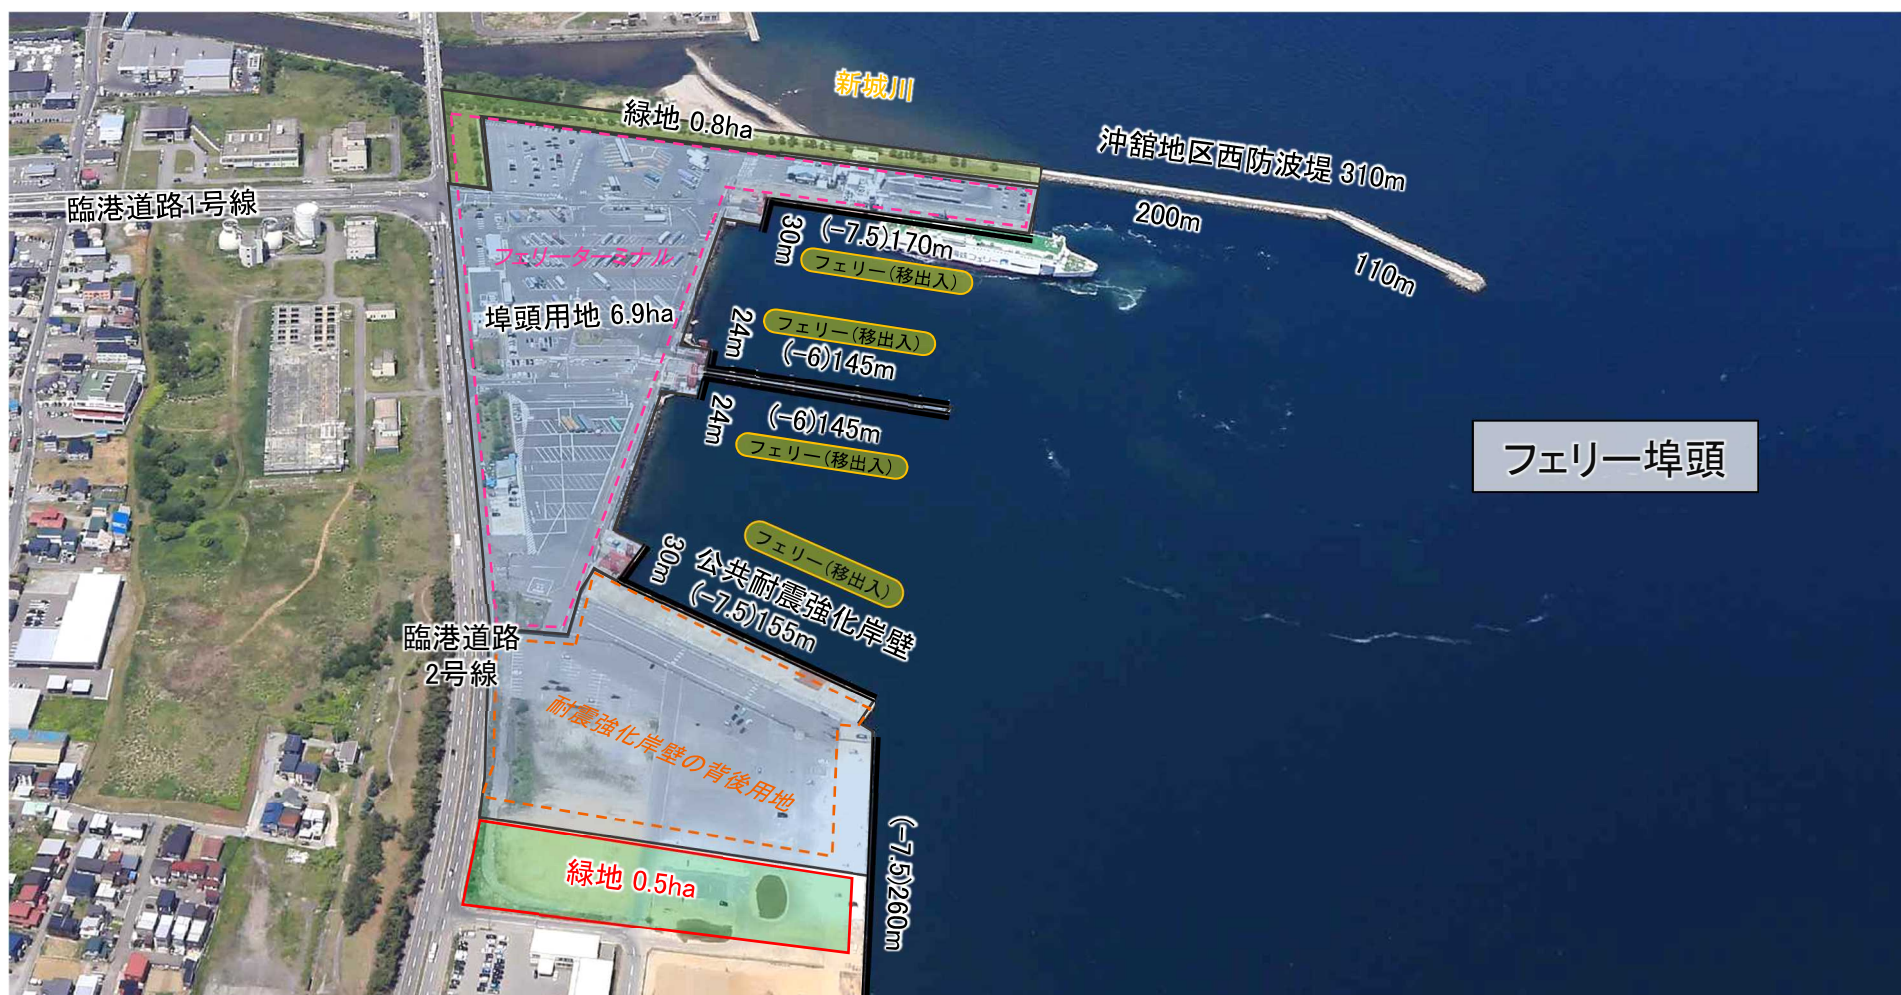 新城川
緑地 0.8ha
沖舘地区西防波堤 310m
200m
110m
臨港道路1号線
フェリーターミナル
埠頭用地 6.9ha
30m
(-7.5)170m
フェリー(移出入)
24m
フェリー(移出入)
(-6)145m
24m
(-6)145m
フェリー(移出入)
フェリー埠頭
30m
フェリー(移出入)
公共耐震強化岸壁
(-7.5)155m
臨港道路
2号線
耐震強化岸壁の背後用地
緑地 0.5ha
(-7.5)260m